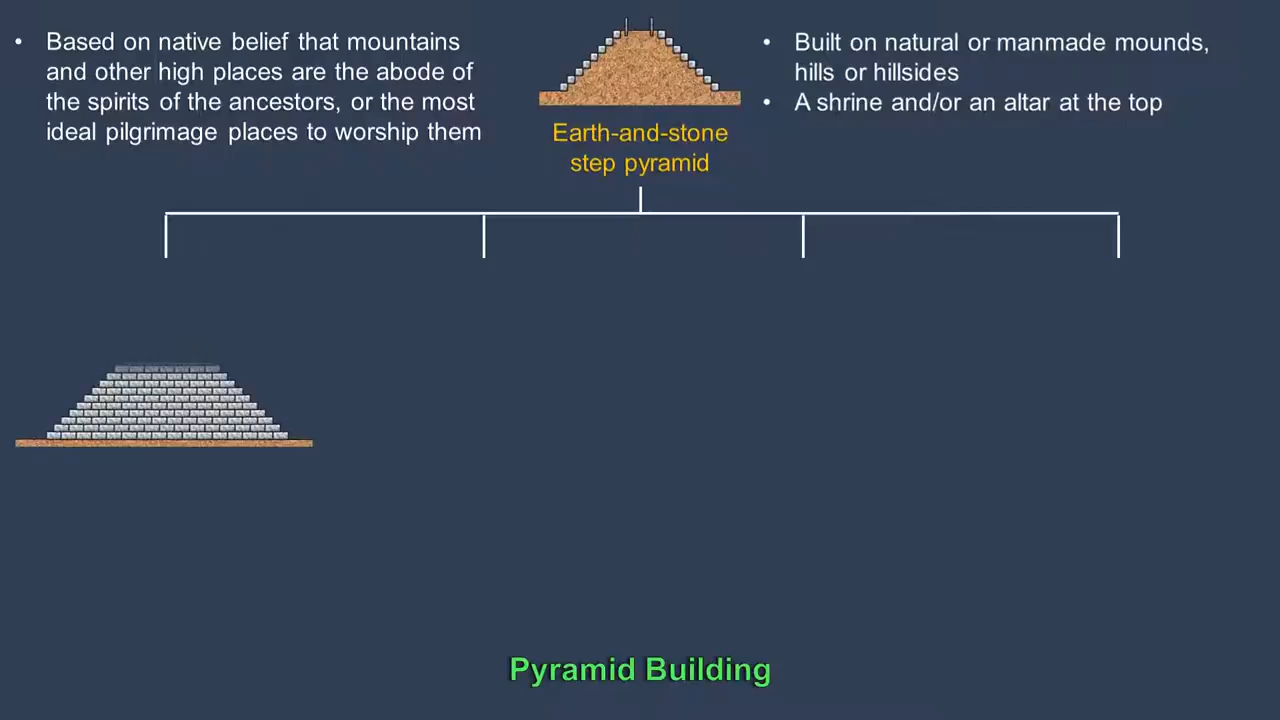 • Based on native belief that mountains
and other high places are the abode of
the spirits of the ancestors, or the most
ideal pilgrimage places to worship them
Earth-and-stone
step pyramid
• Built on natural or manmade mounds,
hills or hillsides
• A shrine and/or an altar at the top
Pyramid Building